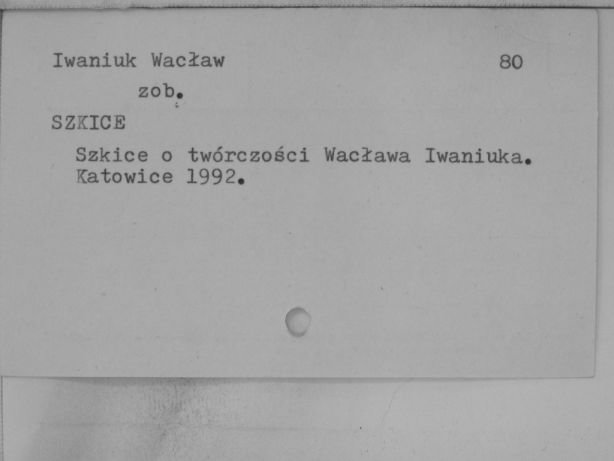 Iwaniuk Wacław 80
zob.
SZKICE
Szkice o twórczości Wacława Iwaniuka.
Katowice 1992.